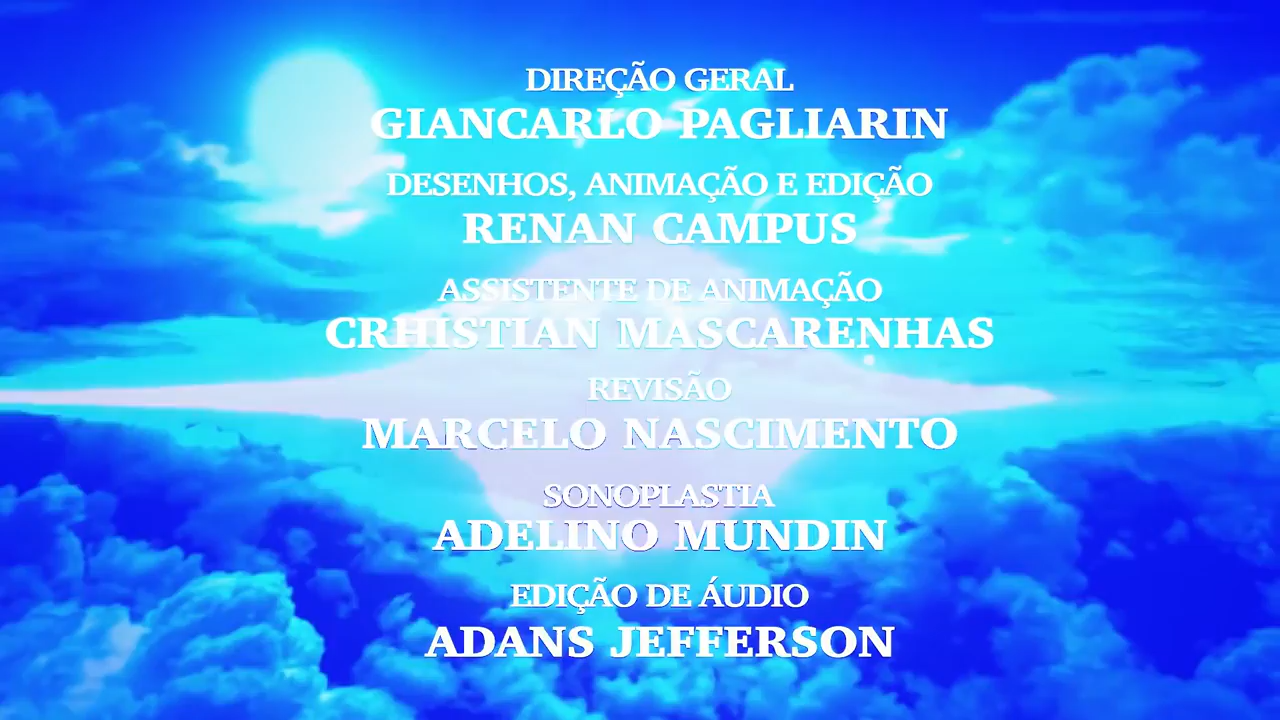 DIREÇÃO GERAL
GIANCARLO PAGLIARIN
DESENHOS, ANIMAÇÃO E EDIÇÃO
RENAN CAMPUS
ASSISTENTE DE ANIMAÇÃO
CRHISTIAN MASCARENHAS
REVISÃO
MARCELO NASCIMENTO
SONOPLASTIA
ADELINO MUNDIN
EDIÇÃO DE ÁUDIO
ADANS JEFFERSON